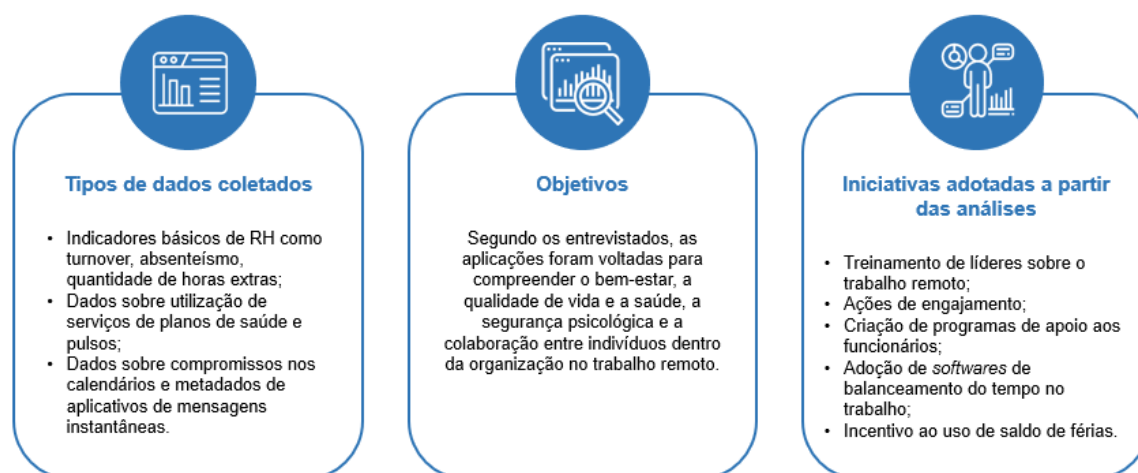 Tipos de dados coletados
• Indicadores básicos de RH como
turnover, absenteísmo,
quantidade de horas extras;
• Dados sobre utilização de
serviços de planos de saúde e
pulsos;
• Dados sobre compromissos nos
calendários e metadados de
aplicativos de mensagens
instantâneas.
Objetivos
Segundo os entrevistados, as
aplicações foram voltadas para
compreender o bem-estar, a
qualidade de vida e a saúde, a
segurança psicológica e a
colaboração entre indivíduos dentro
da organização no trabalho remoto.
Iniciativas adotadas a partir
das análises
• Treinamento de líderes sobre o
trabalho remoto;
• Ações de engajamento;
• Criação de programas de apoio aos
funcionários;
• Adoção de softwares de
balanceamento do tempo no
trabalho;
• Incentivo ao uso de saldo de férias.